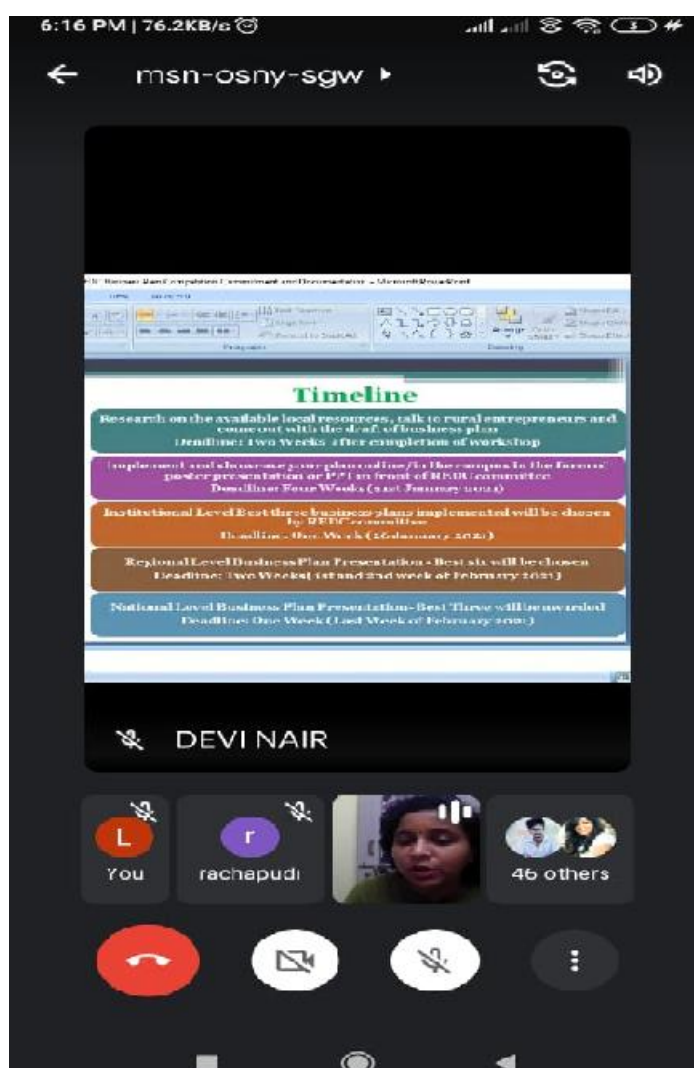 6:16 PM | 76.2KB/s
msn-osny-sgw
Timeline
Research on the available local resources, talk to rural entrepreneurs and
come out with the draft of business plan
Deadline: Two Weeks after completion of workshop
Implement and showcase your plan online/in the campus in the form of
poster presentation or PPT in front of REDC committee
Deadline: Four Weeks
Institutional Level Best three business plans implemented will be chosen
by REDC committee
Deadline - One Week
Regional Level Business Plan Presentation - Best six will be chosen
Deadline: Two Weeks( 1st and 2nd week of February 2021)
National Level Business Plan Presentation- Best Three will be awarded
Deadline: One Week (Last Week of February 2021)
DEVI NAIR
L
r
You
rachapudi
46 others